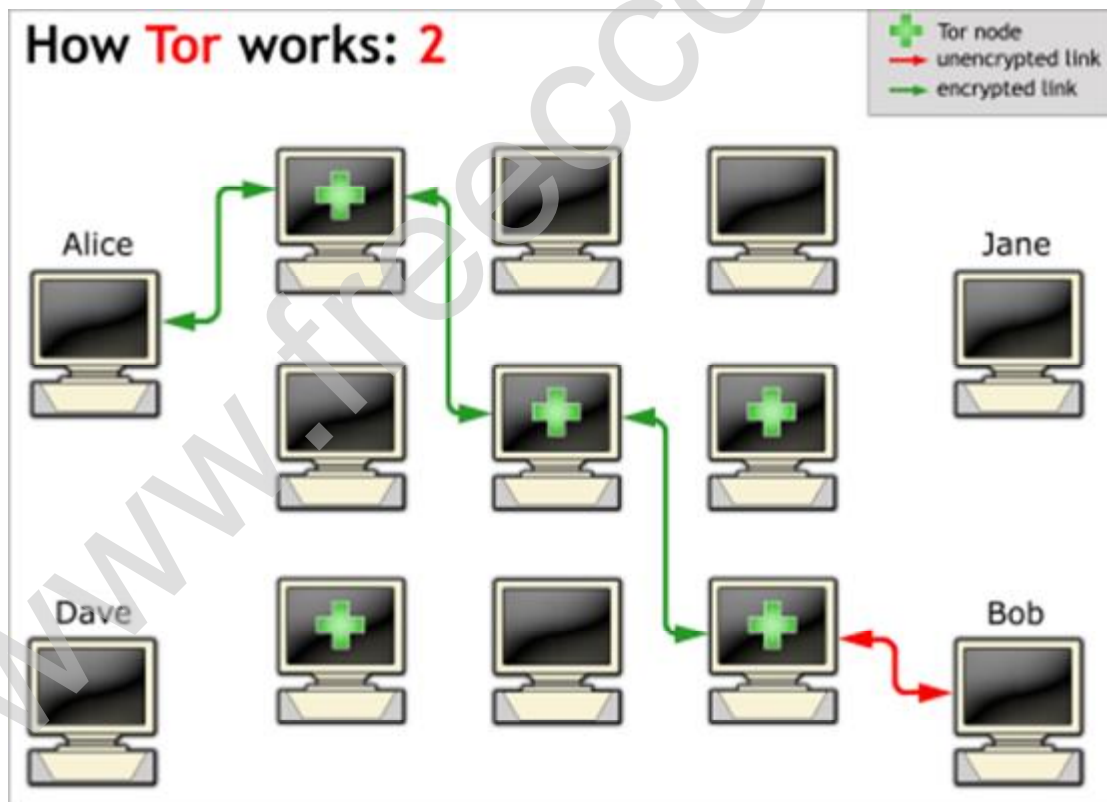 How Tor works: 2
Tor node
unencrypted link
encrypted link
Alice
Jane
Dave
Bob
www.freecc